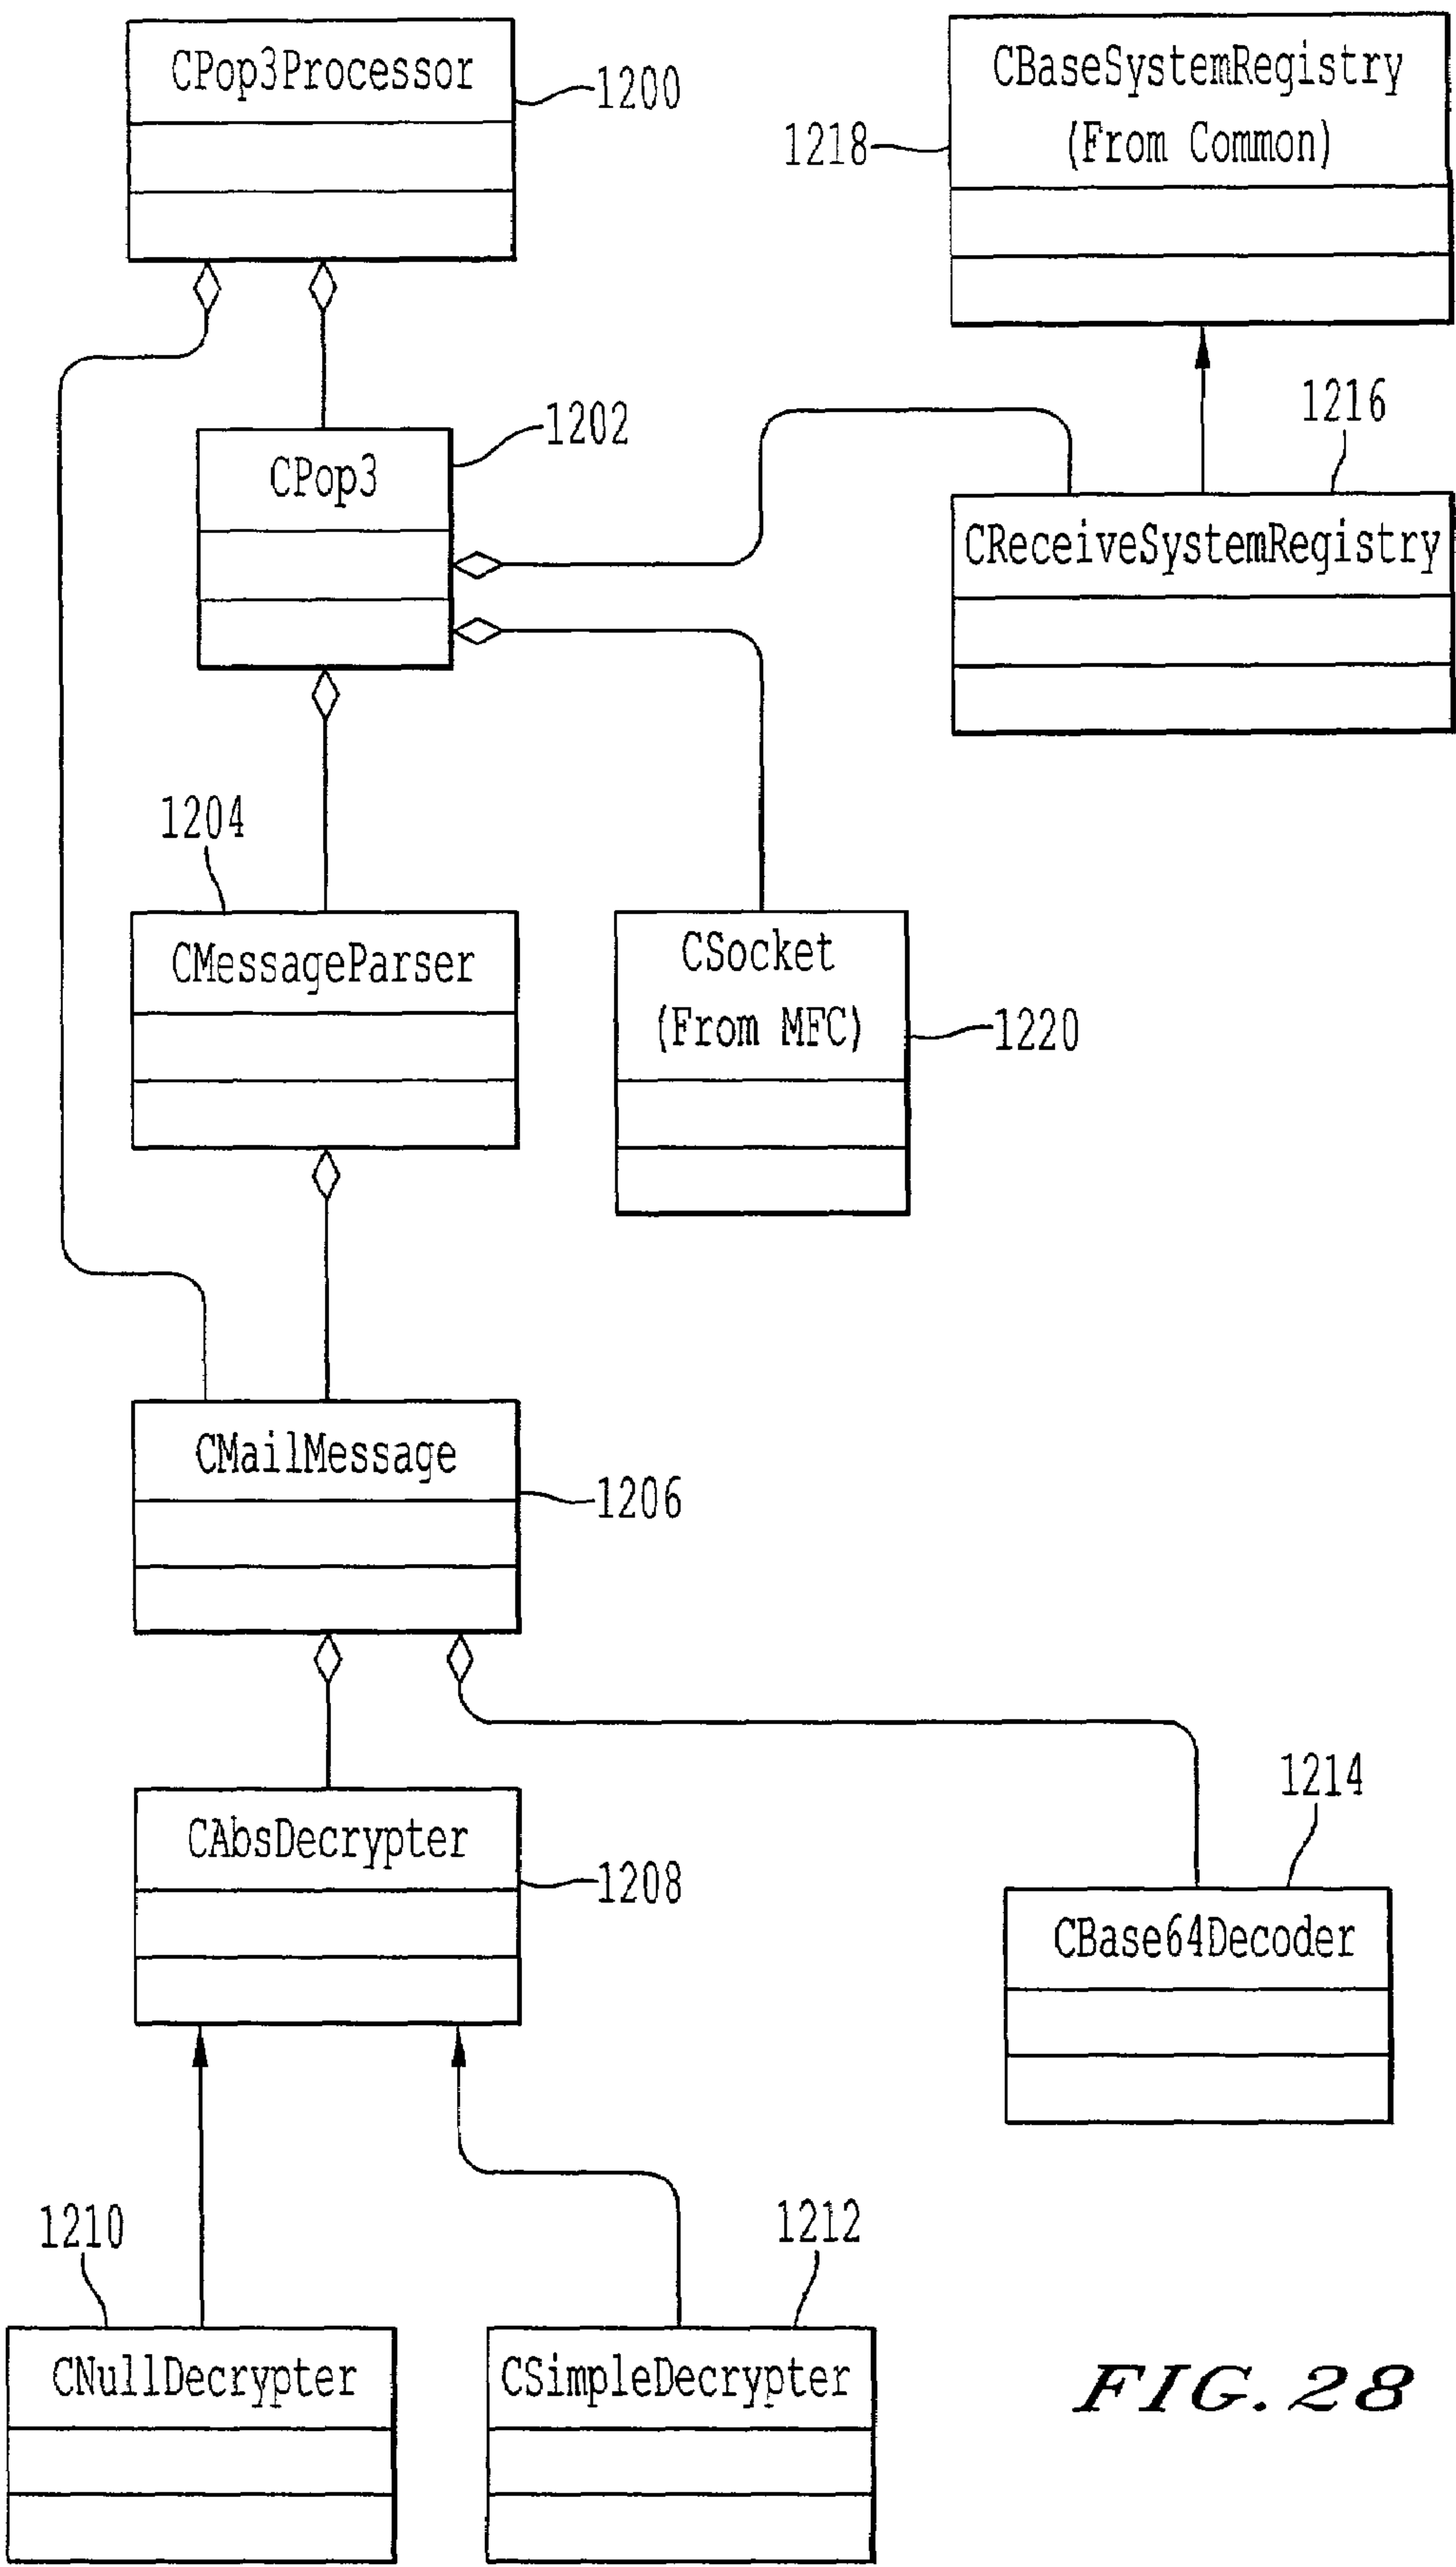 CPop3Processor
1200
CBaseSystemRegistry
(From Common)
1218
1216
1202
CPop3
CReceiveSystemRegistry
1204
CMessageParser
CSocket
(From MFC)
1220
CMailMessage
1206
CAbsDecrypter
1208
1214
CBase64Decoder
1210
1212
CNullDecrypter
CSimpleDecrypter
FIG. 28